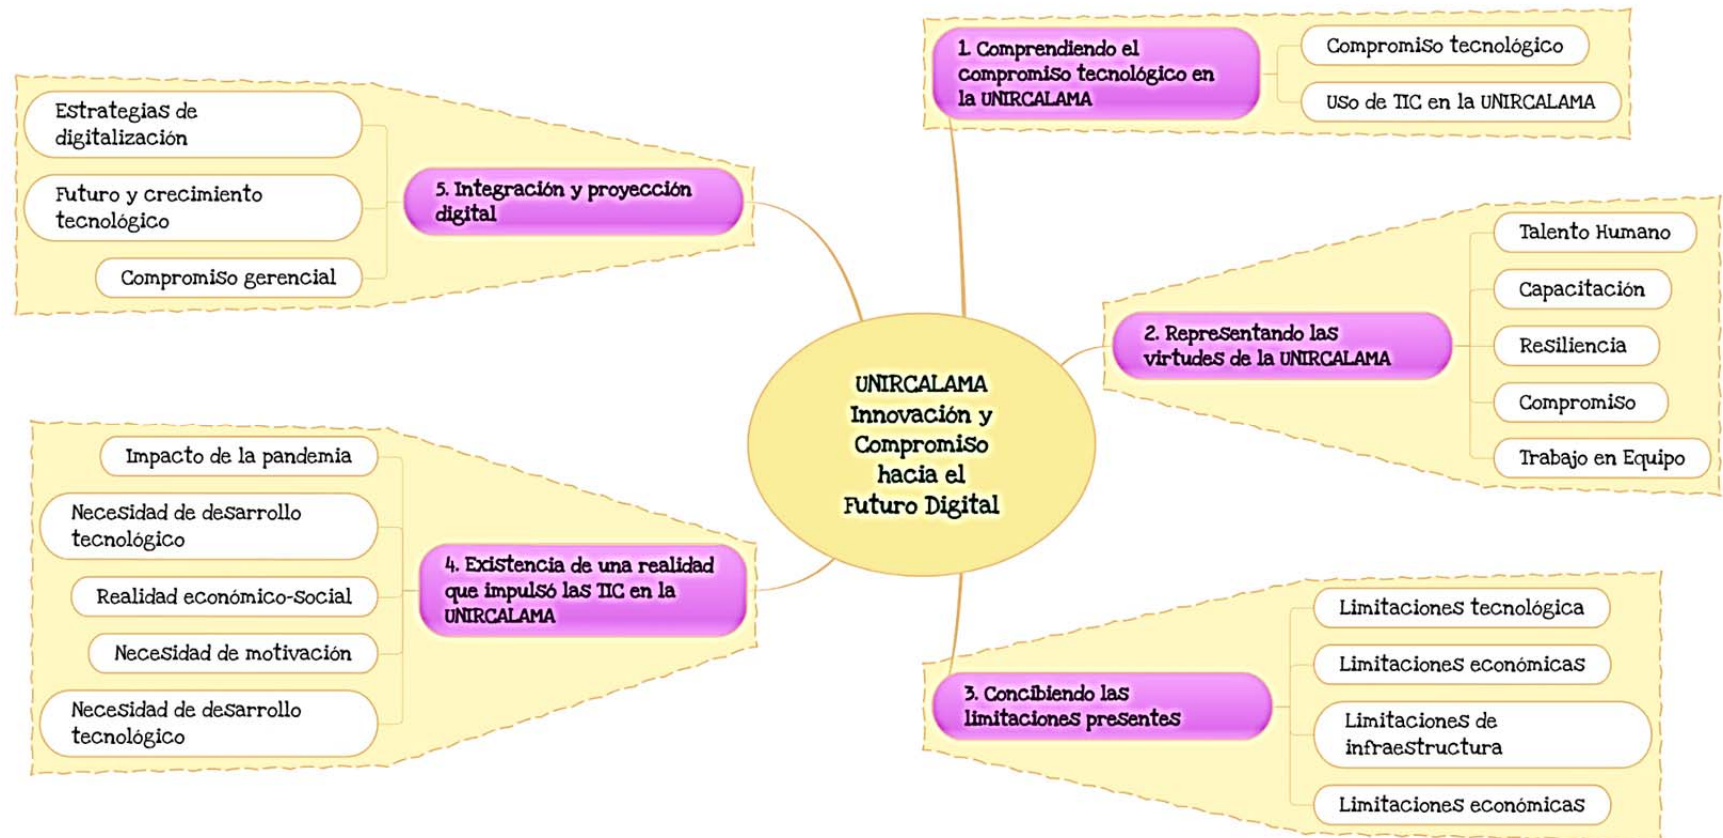 UNIRCALAMA
Innovación y
Compromiso
hacia el
Futuro Digital
1. Comprendiendo el
compromiso tecnológico en
la UNIRCALAMA
Compromiso tecnológico
Uso de TIC en la UNIRCALAMA
2. Representando las
virtudes de la UNIRCALAMA
Talento Humano
Capacitación
Resiliencia
Compromiso
Trabajo en Equipo
3. Concibiendo las
limitaciones presentes
Limitaciones tecnológica
Limitaciones económicas
Limitaciones de
infraestructura
Limitaciones económicas
4. Existencia de una realidad
que impulsó las TIC en la
UNIRCALAMA
Impacto de la pandemia
Necesidad de desarrollo
tecnológico
Realidad económico-social
Necesidad de motivación
Necesidad de desarrollo
tecnológico
5. Integración y proyección
digital
Estrategias de
digitalización
Futuro y crecimiento
tecnológico
Compromiso gerencial